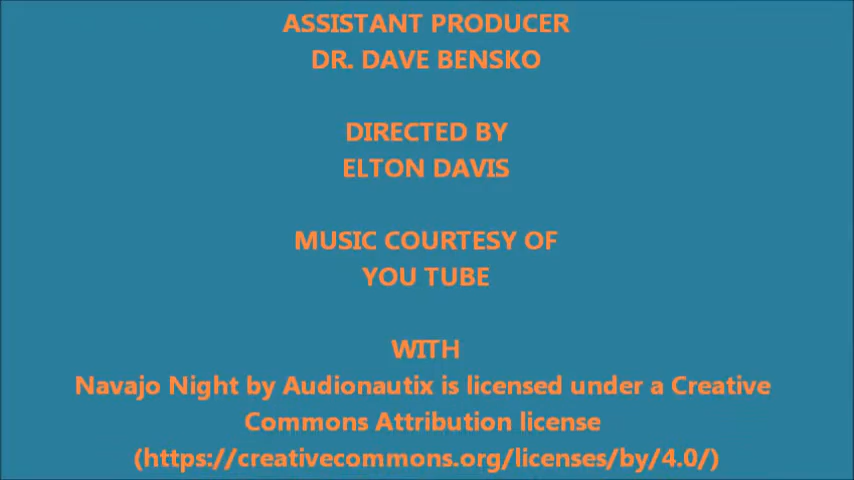 ASSISTANT PRODUCER
DR. DAVE BENSKO
DIRECTED BY
ELTON DAVIS
MUSIC COURTESY OF
YOU TUBE
WITH
Navajo Night by Audionautix is licensed under a Creative
Commons Attribution license
(https://creativecommons.org/licenses/by/4.0/)